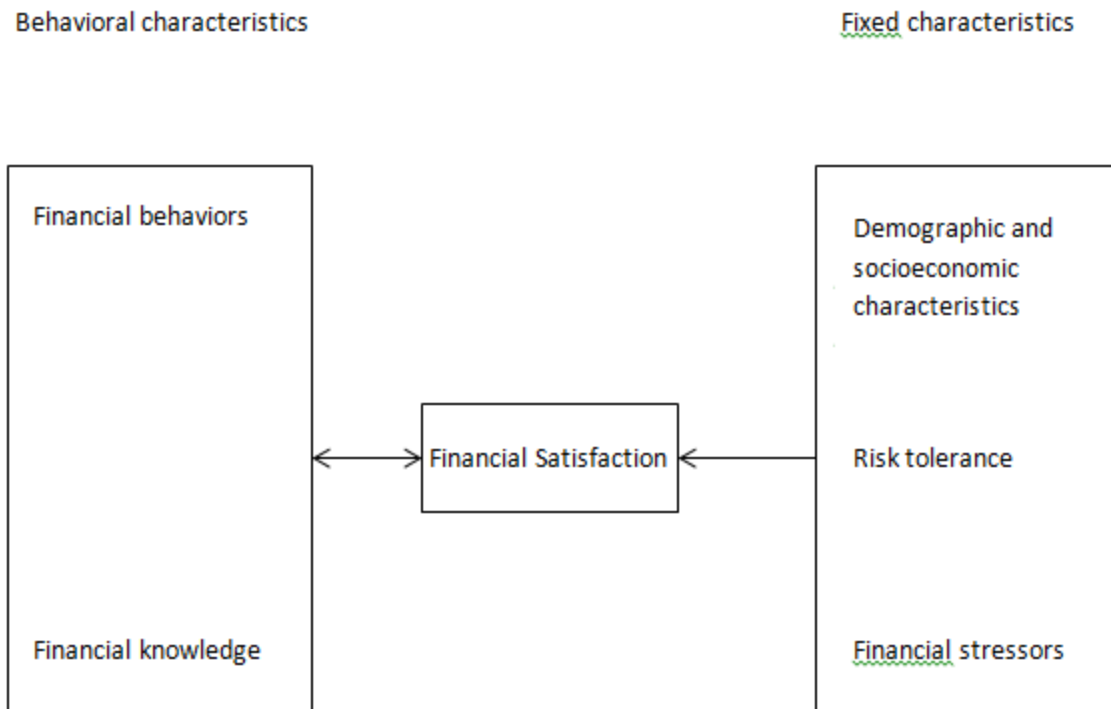 Behavioral characteristics
Fixed characteristics
Financial behaviors
Demographic and
socioeconomic
characteristics
Financial Satisfaction
Risk tolerance
Financial knowledge
Financial stressors